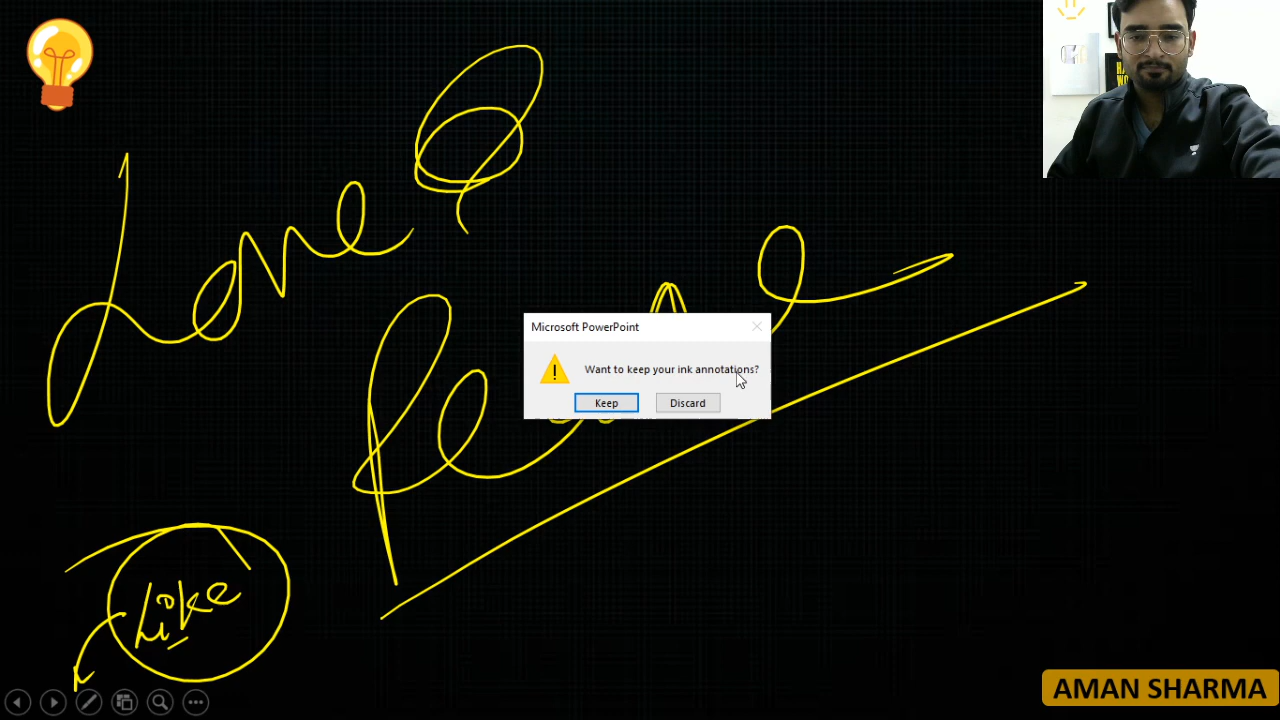 Love &
Microsoft PowerPoint
Want to keep your ink annotations?
Keep
Discard
Like
AMAN SHARMA